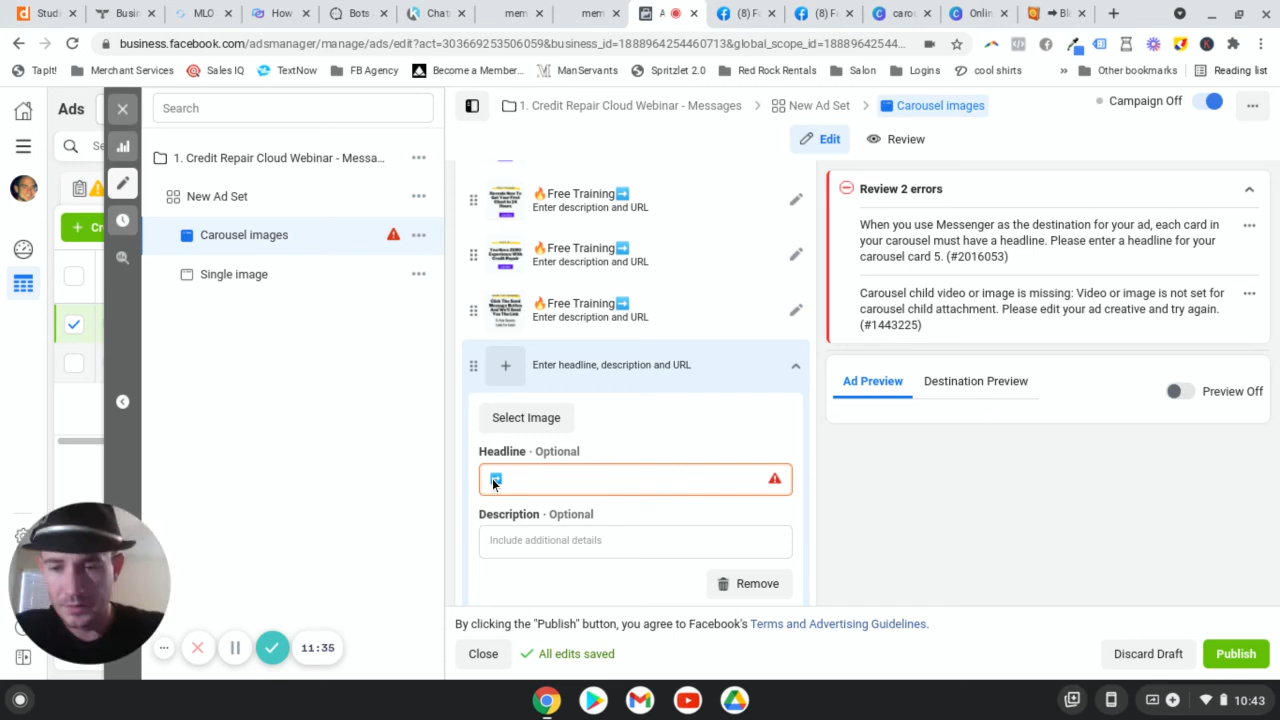 Stud
Busin
MLO
How
Bots
Chats
mem
mem
A
(8) F
(8) F
carou
Onlin
Blo
business.facebook.com/adsmanager/manage/ads/edit?act=303669253506059&business_id=1888964254460713&global_scope_id=18889642544...
TapIt!
Merchant Services
Sales IQ
TextNow
FB Agency
Become a Member...
ManServants
Spritzlet 2.0
Red Rock Rentals
Salon
Logins
cool shirts
»
Other bookmarks
Reading list
Ads
Search
1. Credit Repair Cloud Webinar - Messa...
New Ad Set
Carousel images
Single image
1. Credit Repair Cloud Webinar - Messages
New Ad Set
Carousel images
Campaign Off
Edit
Review
🔥Free Training➡️
Enter description and URL
🔥Free Training➡️
Enter description and URL
🔥Free Training➡️
Enter description and URL
Enter headline, description and URL
Select Image
Headline · Optional
➡️
Description · Optional
Include additional details
Remove
Review 2 errors
When you use Messenger as the destination for your ad, each card in
your carousel must have a headline. Please enter a headline for your
carousel card 5. (#2016053)
Carousel child video or image is missing: Video or image is not set for
carousel child attachment. Please edit your ad creative and try again.
(#1443225)
Ad Preview
Destination Preview
Preview Off
By clicking the "Publish" button, you agree to Facebook's Terms and Advertising Guidelines.
Close
All edits saved
Discard Draft
Publish
11:35
10:43